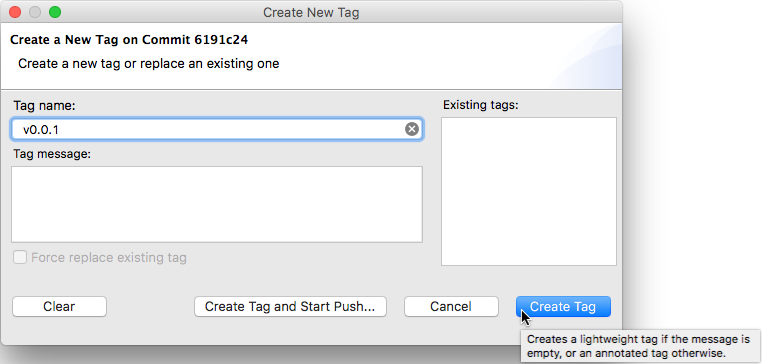 Create New Tag
Create a New Tag on Commit 6191c24
Create a new tag or replace an existing one
Tag name:
v0.0.1
Tag message:
Existing tags:
Force replace existing tag
Clear
Create Tag and Start Push...
Cancel
Create Tag
Creates a lightweight tag if the message is
empty, or an annotated tag otherwise.